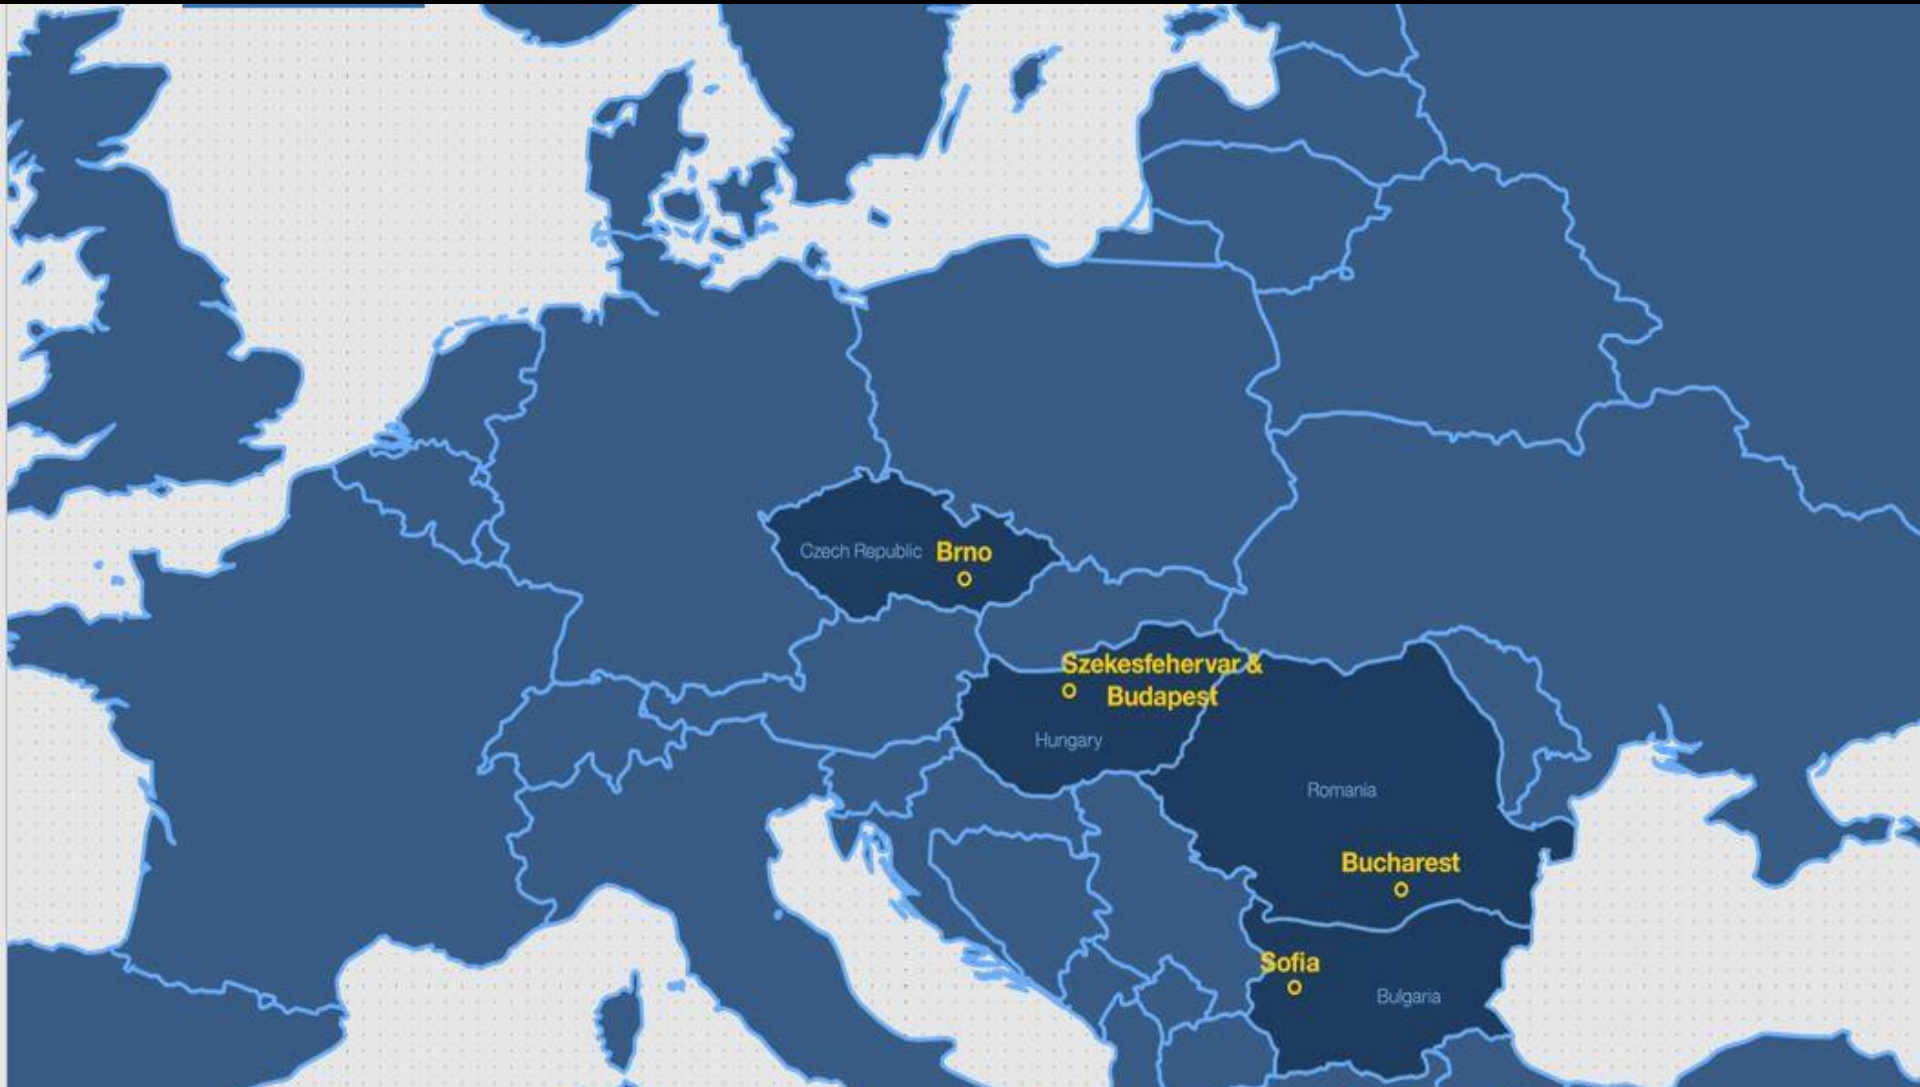 Czech Republic
Brno
Szekesfehervar &
Budapest
Hungary
Romania
Bucharest
Sofia
Bulgaria